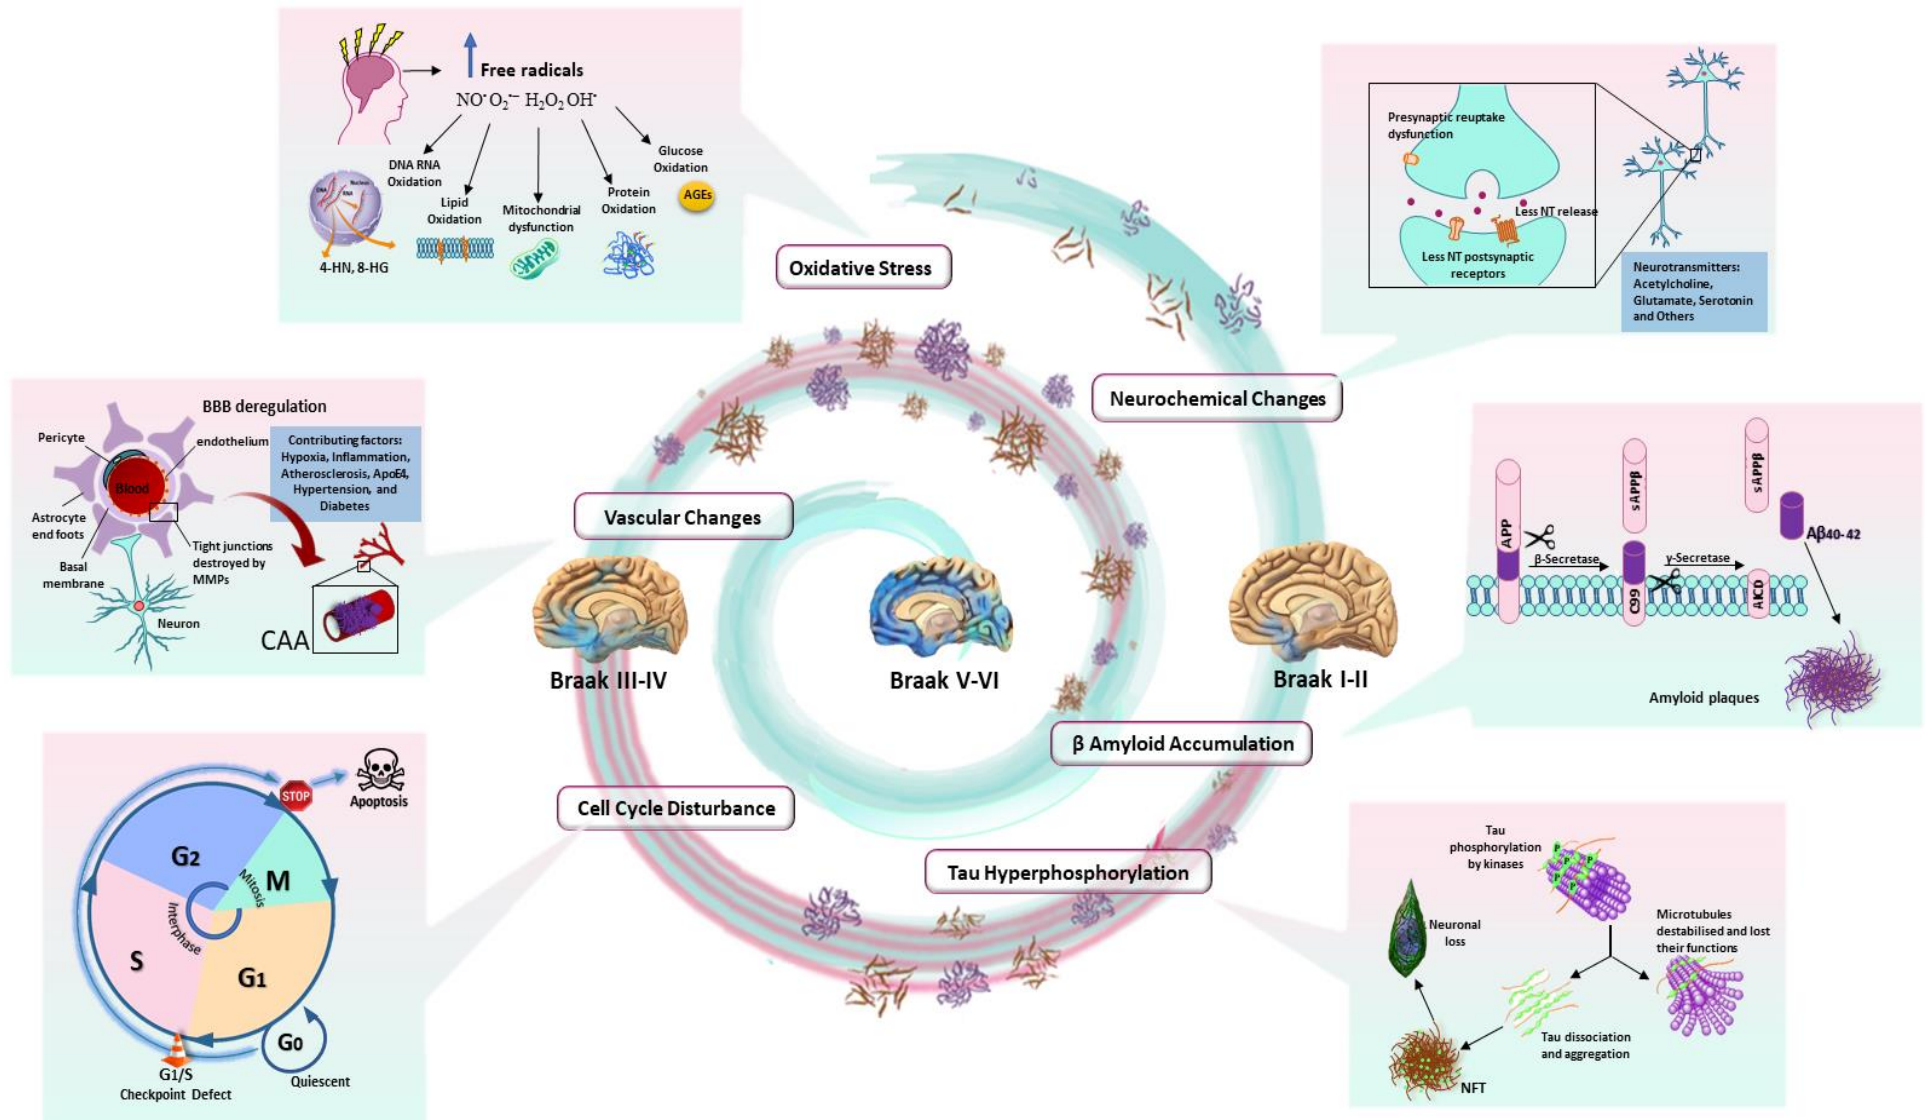 Free radicals
NO• O₂•− H₂O₂ OH•
DNA RNA
Oxidation
Lipid
Oxidation
Mitochondrial
dysfunction
Protein
Oxidation
Glucose
Oxidation
AGEs
DNA
RNA
Nucleus
4-HN, 8-HG
Oxidative Stress
Presynaptic reuptake
dysfunction
Less NT release
Less NT postsynaptic
receptors
Neurotransmitters:
Acetylcholine,
Glutamate, Serotonin
and Others
Neurochemical Changes
BBB deregulation
Pericyte
endothelium
Blood
Astrocyte
end foots
Basal
membrane
Tight junctions
destroyed by
MMPs
Neuron
Contributing factors:
Hypoxia, Inflammation,
Atherosclerosis, ApoE4,
Hypertension, and
Diabetes
CAA
Vascular Changes
Braak III-IV
Braak V-VI
Braak I-II
APP
β-Secretase
sAPPβ
C99
γ-Secretase
sAPPβ
AICD
Aβ40-42
Amyloid plaques
β Amyloid Accumulation
Cell Cycle Disturbance
Tau Hyperphosphorylation
STOP
Apoptosis
G2
M
Mitosis
Interphase
S
G1
G0
Quiescent
G1/S
Checkpoint Defect
Tau
phosphorylation
by kinases
P
P
P
P
P
P
Microtubules
destabilised and lost
their functions
Neuronal
loss
Tau dissociation
and aggregation
NFT